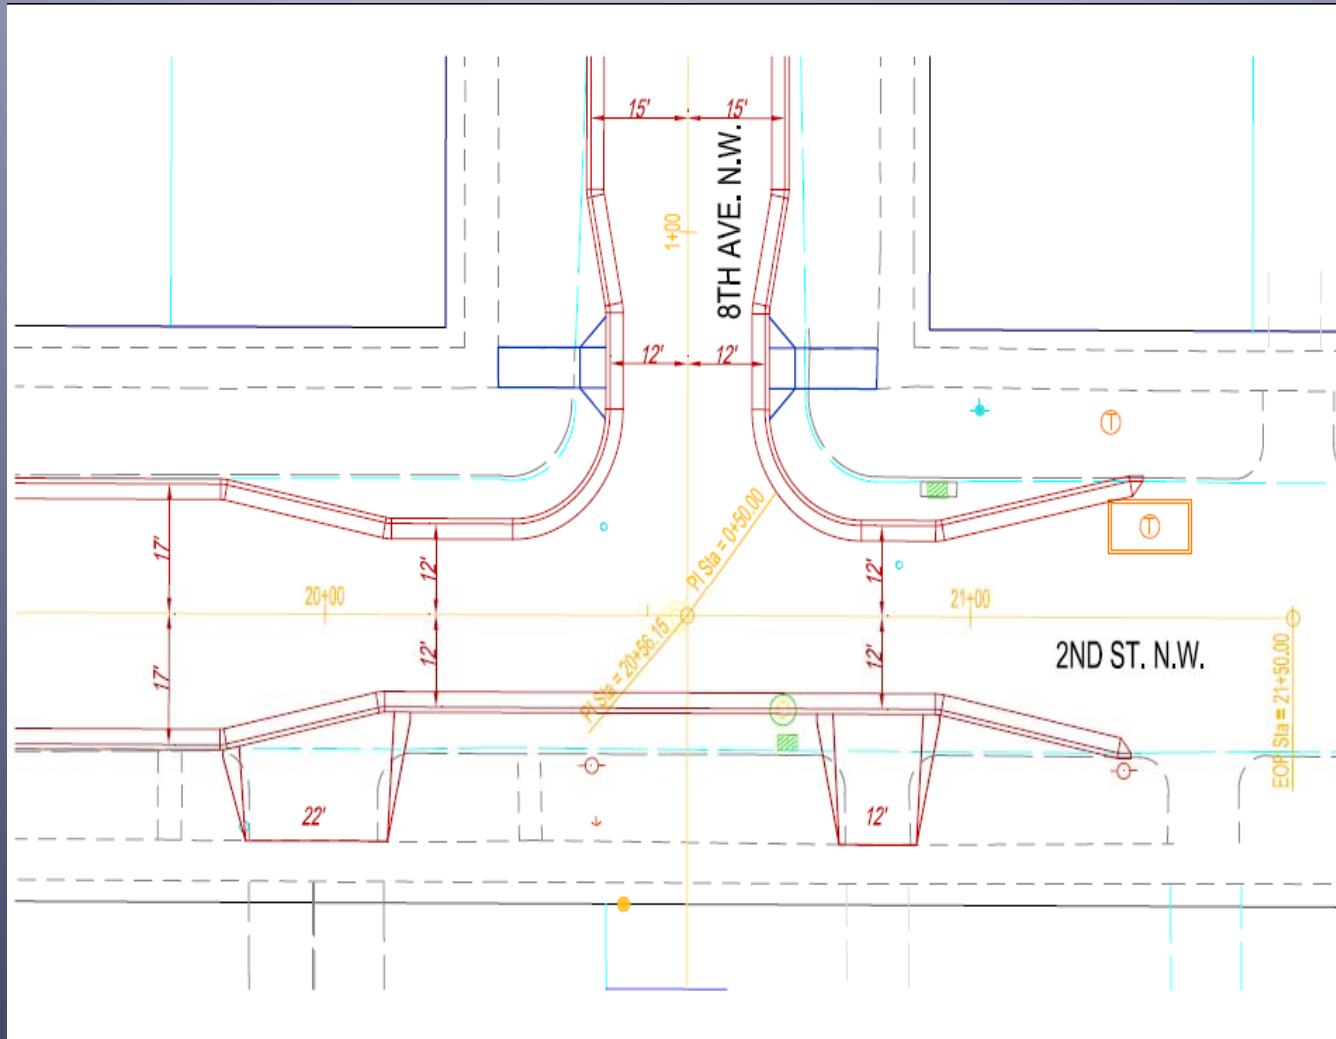 15' 15'
8TH AVE. N.W.
1+00
12' 12'
T
17'
12'
PI Sta = 0+50.00
12'
T
20+00
21+00
17'
12'
PI Sta = 20+56.15
12'
2ND ST. N.W.
EOP Sta = 21+50.00
22'
12'